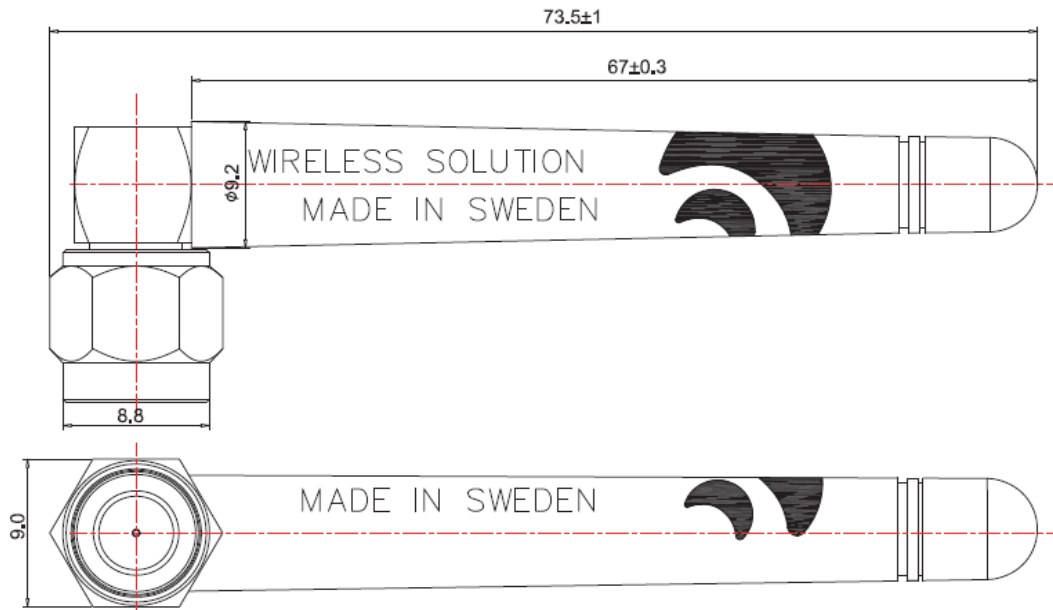 73.5±1
67±0.3
WIRELESS SOLUTION
ø9.2
MADE IN SWEDEN
8.8
MADE IN SWEDEN
9.0